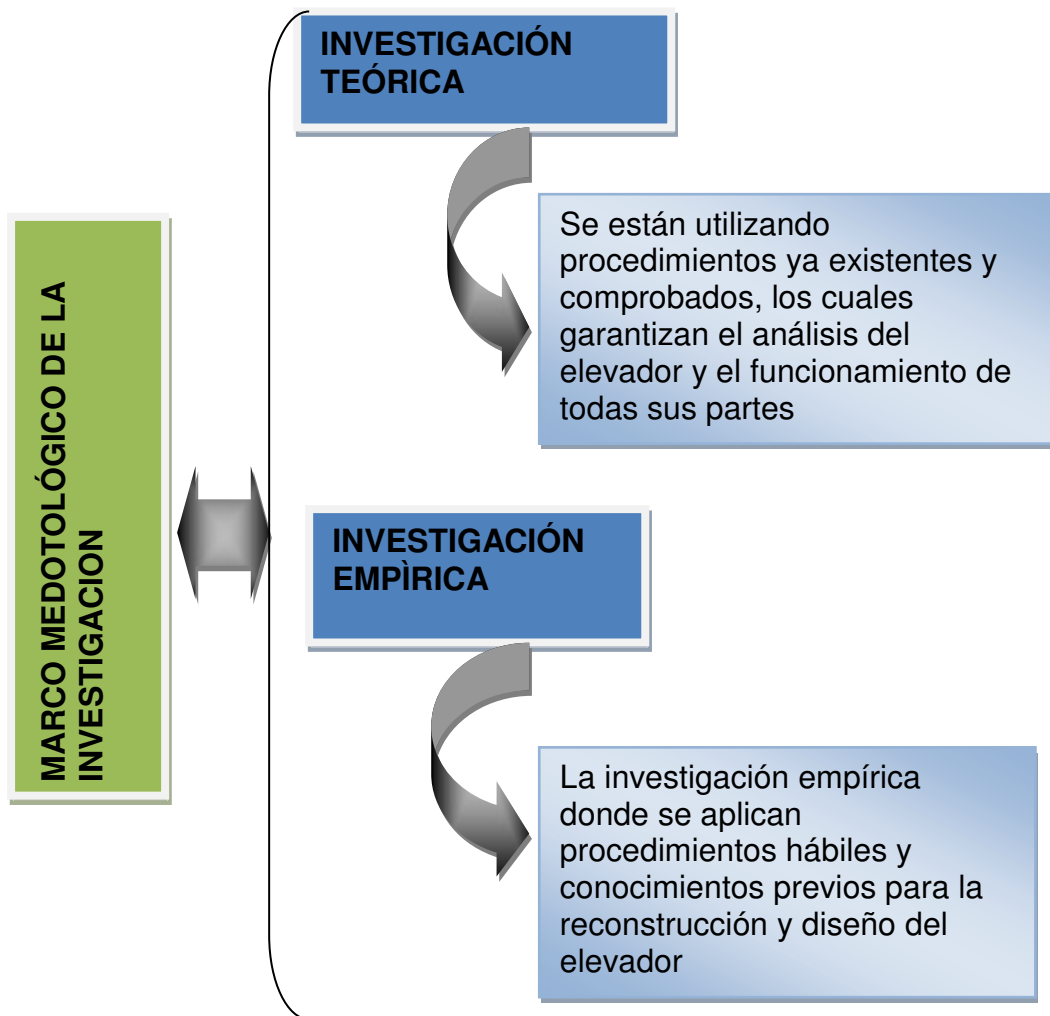 MARCO MEDOTOLÓGICO DE LA
INVESTIGACION
INVESTIGACIÓN
TEÓRICA
Se están utilizando
procedimientos ya existentes y
comprobados, los cuales
garantizan el análisis del
elevador y el funcionamiento de
todas sus partes
INVESTIGACIÓN
EMPÌRICA
La investigación empírica
donde se aplican
procedimientos hábiles y
conocimientos previos para la
reconstrucción y diseño del
elevador